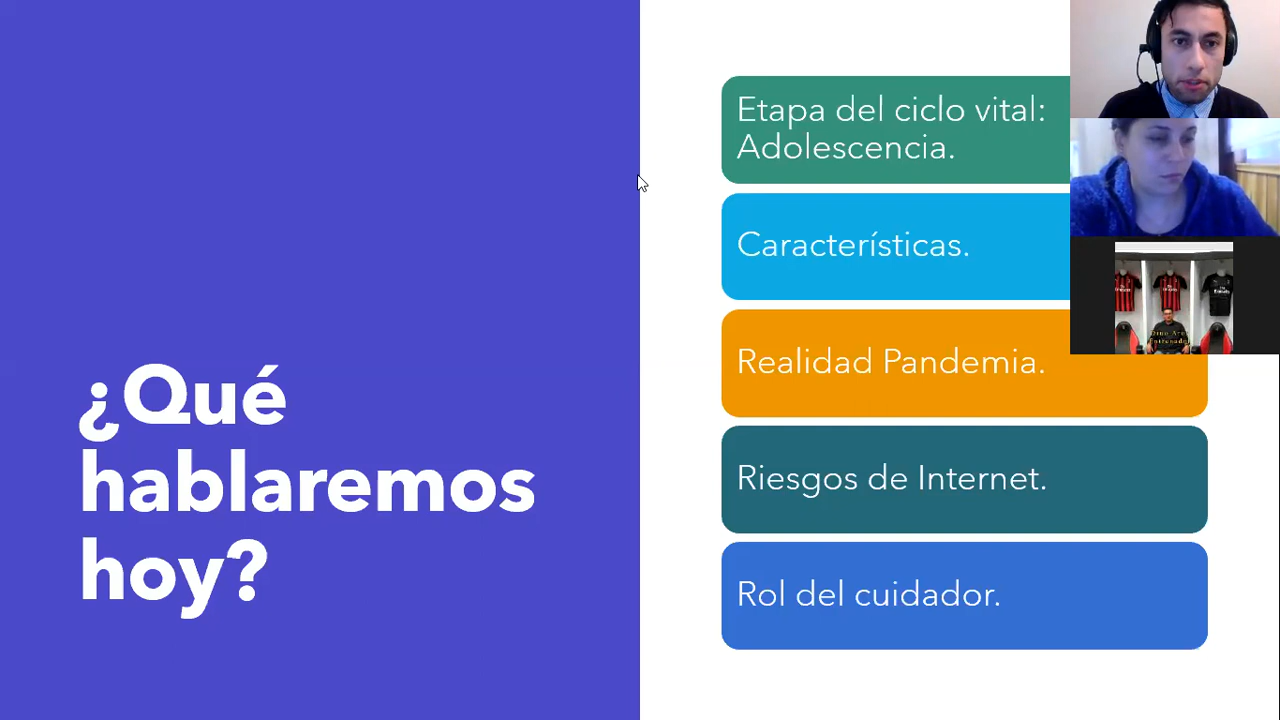 ¿Qué
hablaremos
hoy?
Etapa del ciclo vital:
Adolescencia.
Características.
Realidad Pandemia.
Riesgos de Internet.
Rol del cuidador.